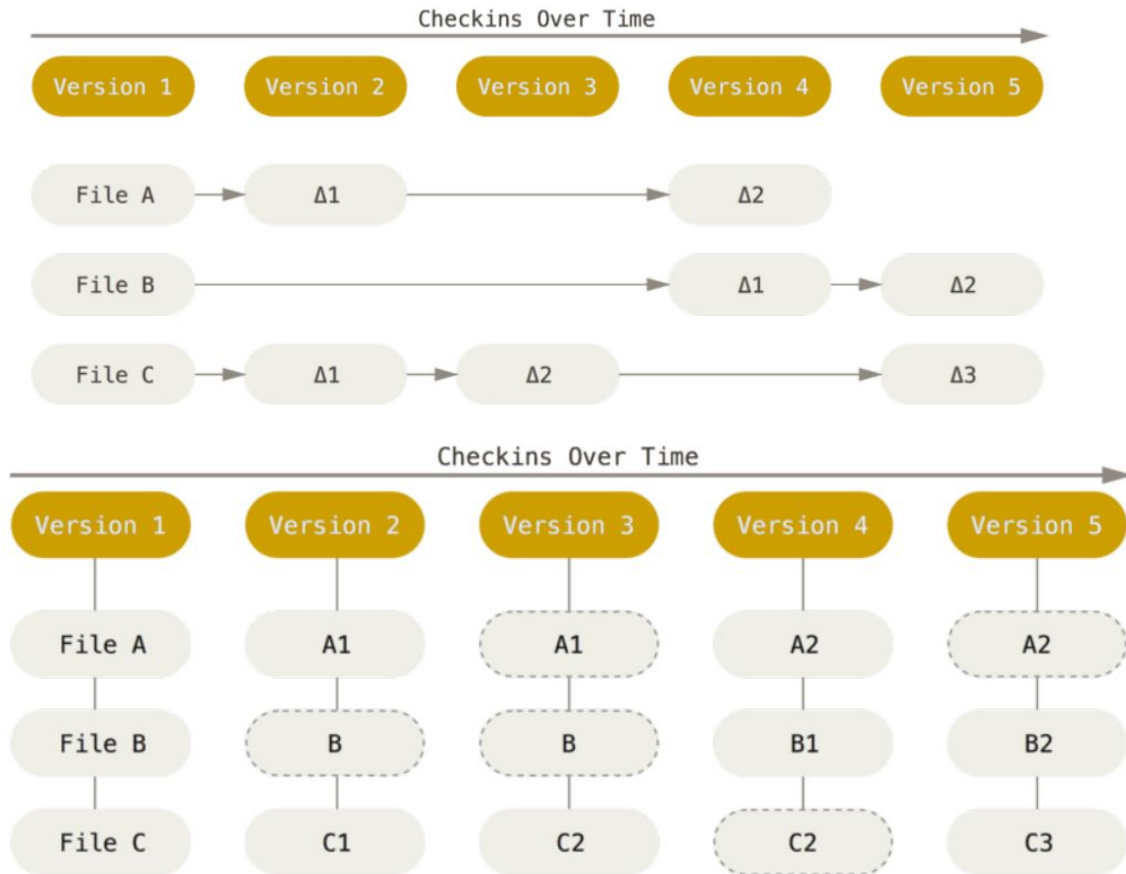 Checkins Over Time
Version 1 Version 2 Version 3 Version 4 Version 5
File A Δ1 Δ2
File B Δ1 Δ2
File C Δ1 Δ2 Δ3
Checkins Over Time
Version 1 Version 2 Version 3 Version 4 Version 5
File A A1 A1 A2 A2
File B B B B1 B2
File C C1 C2 C2 C3